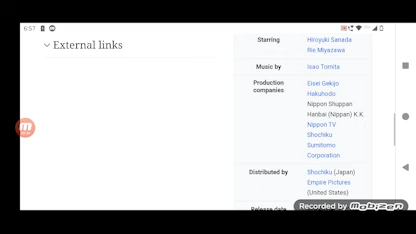 6:57
External links
Starring
Hiroyuki Sanada
Rie Miyazawa
Music by
Isao Tomita
Production
companies
Eisei Gekijo
Hakuhodo
Nippon Shuppan
Hanbai (Nippan) K.K.
Nippon TV
Shochiku
Sumitomo
Corporation
Distributed by
Shochiku (Japan)
Empire Pictures
(United States)
Release date
Recorded by Mobizen